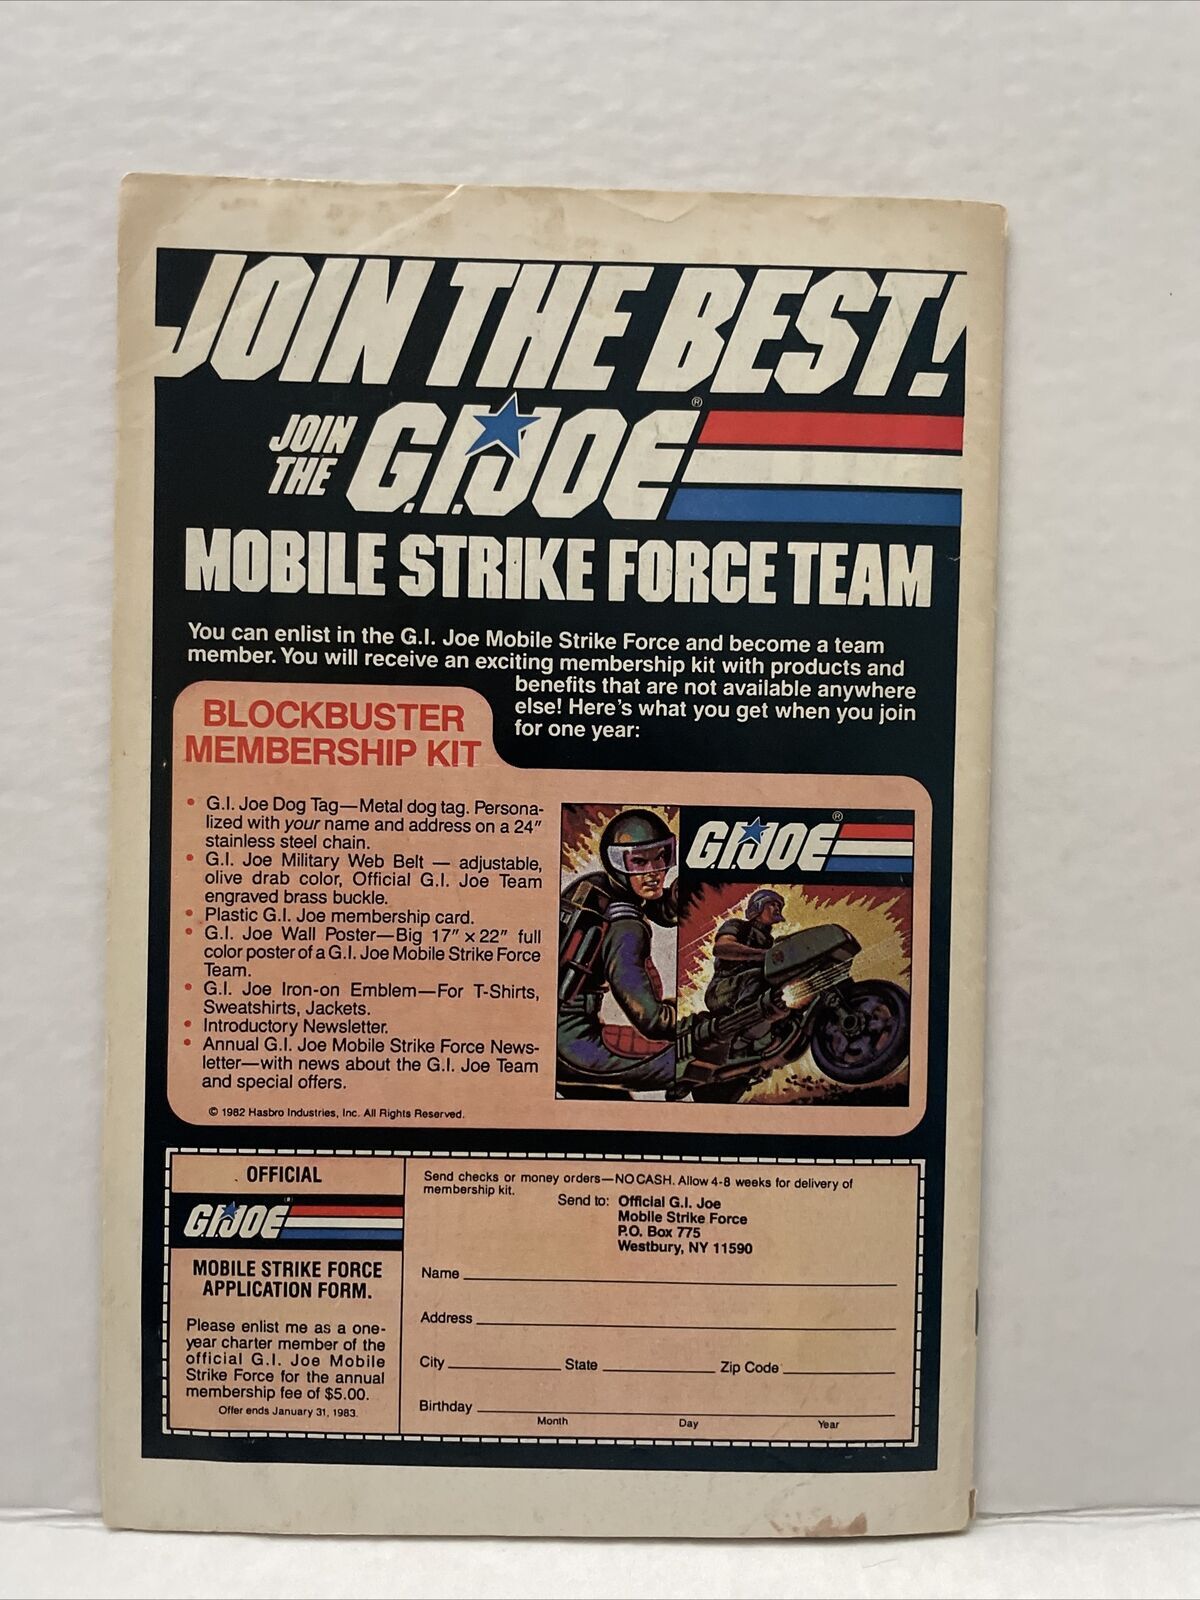 JOIN THE BEST!
JOIN
THE
G.I.JOE®
MOBILE STRIKE FORCE TEAM
You can enlist in the G.I. Joe Mobile Strike Force and become a team
member. You will receive an exciting membership kit with products and
benefits that are not available anywhere
else! Here's what you get when you join
for one year:
BLOCKBUSTER
MEMBERSHIP KIT
• G.I. Joe Dog Tag—Metal dog tag. Persona-
lized with your name and address on a 24"
stainless steel chain.
• G.I. Joe Military Web Belt — adjustable,
olive drab color, Official G.I. Joe Team
engraved brass buckle.
• Plastic G.I. Joe membership card.
• G.I. Joe Wall Poster—Big 17" x 22" full
color poster of a G.I. Joe Mobile Strike Force
Team.
• G.I. Joe Iron-on Emblem—For T-Shirts,
Sweatshirts, Jackets.
• Introductory Newsletter.
• Annual G.I. Joe Mobile Strike Force News-
letter—with news about the G.I. Joe Team
and special offers.
© 1982 Hasbro Industries, Inc. All Rights Reserved.
G.I.JOE®
OFFICIAL
G.I.JOE®
MOBILE STRIKE FORCE
APPLICATION FORM.
Please enlist me as a one-
year charter member of the
official G.I. Joe Mobile
Strike Force for the annual
membership fee of $5.00.
Offer ends January 31, 1983.
Send checks or money orders—NO CASH. Allow 4-8 weeks for delivery of
membership kit.
Send to: Official G.I. Joe
Mobile Strike Force
P.O. Box 775
Westbury, NY 11590
Name
Address
City State Zip Code
Birthday
Month Day Year